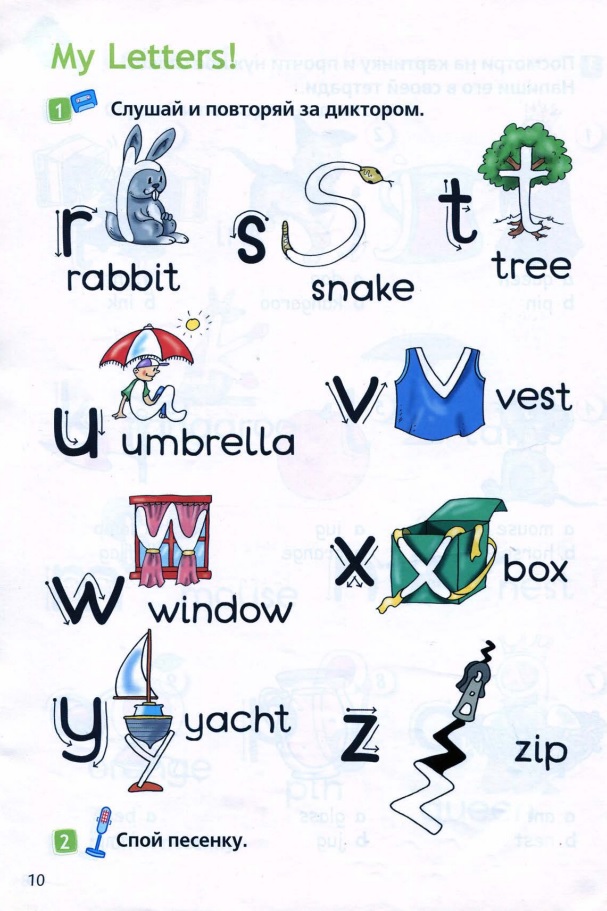 My Letters!
1 Слушай и повторяй за диктором.
r rabbit
s snake
t tree
u umbrella
v vest
w window
x box
y yacht
z zip
2 Спой песенку.
10